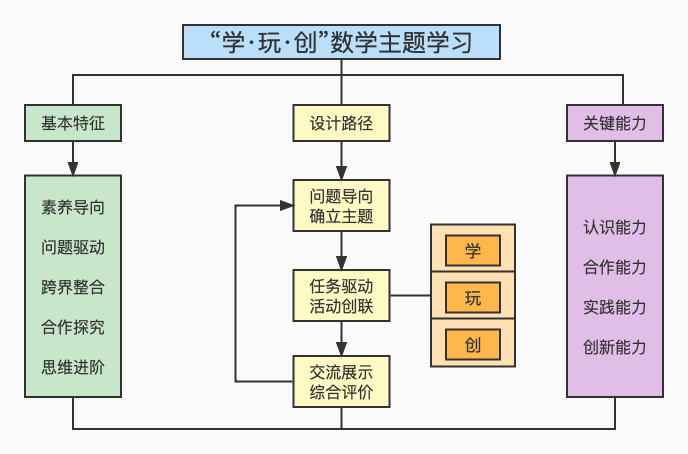 “学·玩·创”数学主题学习
基本特征
设计路径
关键能力
素养导向
问题驱动
跨界整合
合作探究
思维进阶
问题导向
确立主题
任务驱动
活动创联
交流展示
综合评价
学
玩
创
认识能力
合作能力
实践能力
创新能力